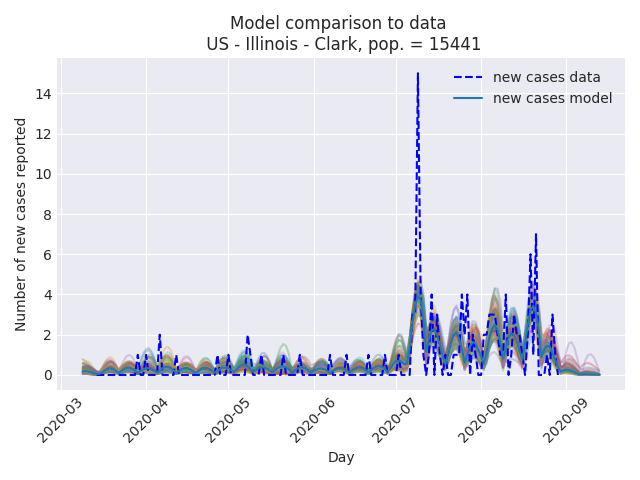 Model comparison to data
US - Illinois - Clark, pop. = 15441
new cases data
new cases model
Number of new cases reported
14
12
10
8
6
4
2
0
2020-03
2020-04
2020-05
2020-06
2020-07
2020-08
2020-09
Day